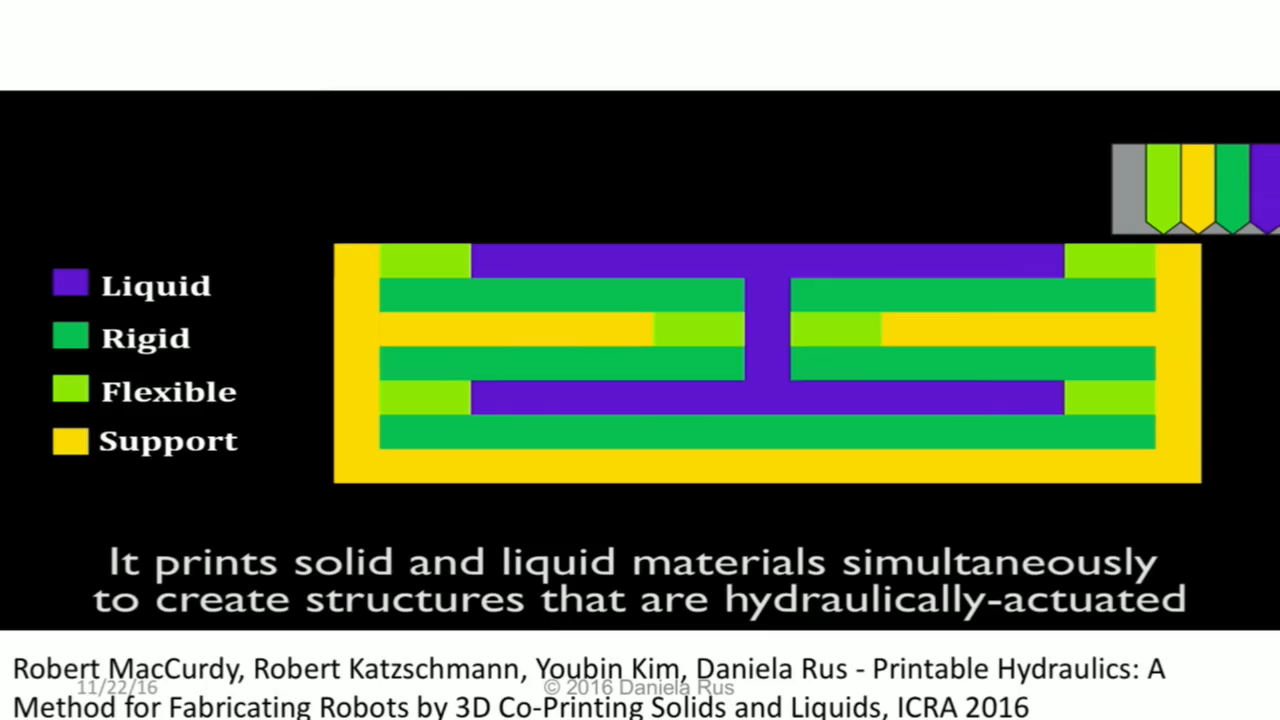 Liquid
Rigid
Flexible
Support
It prints solid and liquid materials simultaneously
to create structures that are hydraulically-actuated
Robert MacCurdy, Robert Katzschmann, Youbin Kim, Daniela Rus - Printable Hydraulics: A
11/22/16
© 2016 Daniela Rus
Method for Fabricating Robots by 3D Co-Printing Solids and Liquids, ICRA 2016